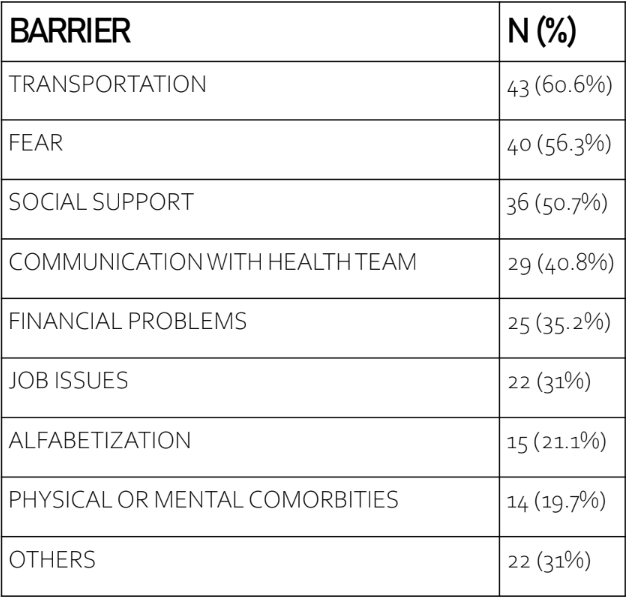 BARRIER N (%)
TRANSPORTATION 43 (60.6%)
FEAR 40 (56.3%)
SOCIAL SUPPORT 36 (50.7%)
COMMUNICATION WITH HEALTH TEAM 29 (40.8%)
FINANCIAL PROBLEMS 25 (35.2%)
JOB ISSUES 22 (31%)
ALFABETIZATION 15 (21.1%)
PHYSICAL OR MENTAL COMORBITIES 14 (19.7%)
OTHERS 22 (31%)